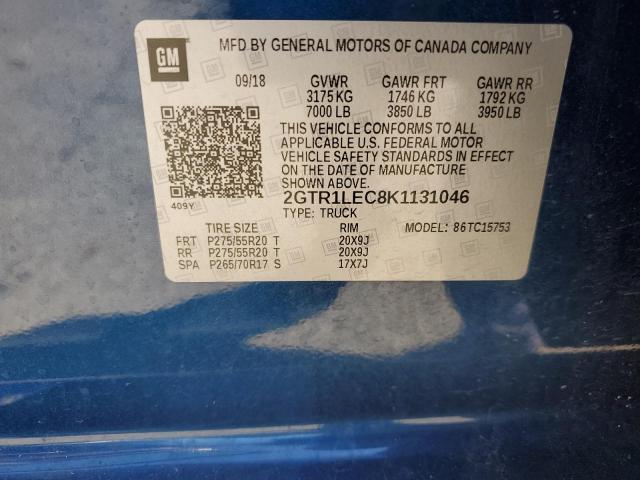 GM
MFD BY GENERAL MOTORS OF CANADA COMPANY
09/18 GVWR GAWR FRT GAWR RR
3175 KG 1746 KG 1792 KG
7000 LB 3850 LB 3950 LB
THIS VEHICLE CONFORMS TO ALL
APPLICABLE U.S. FEDERAL MOTOR
VEHICLE SAFETY STANDARDS IN EFFECT
ON THE DATE OF MANUFACTURE
SHOWN ABOVE.
409Y
2GTR1LEC8K1131046
TYPE: TRUCK
MODEL: 86TC15753
TIRE SIZE RIM
FRT P275/55R20 T 20X9J
RR P275/55R20 T 20X9J
SPA P265/70R17 S 17X7J